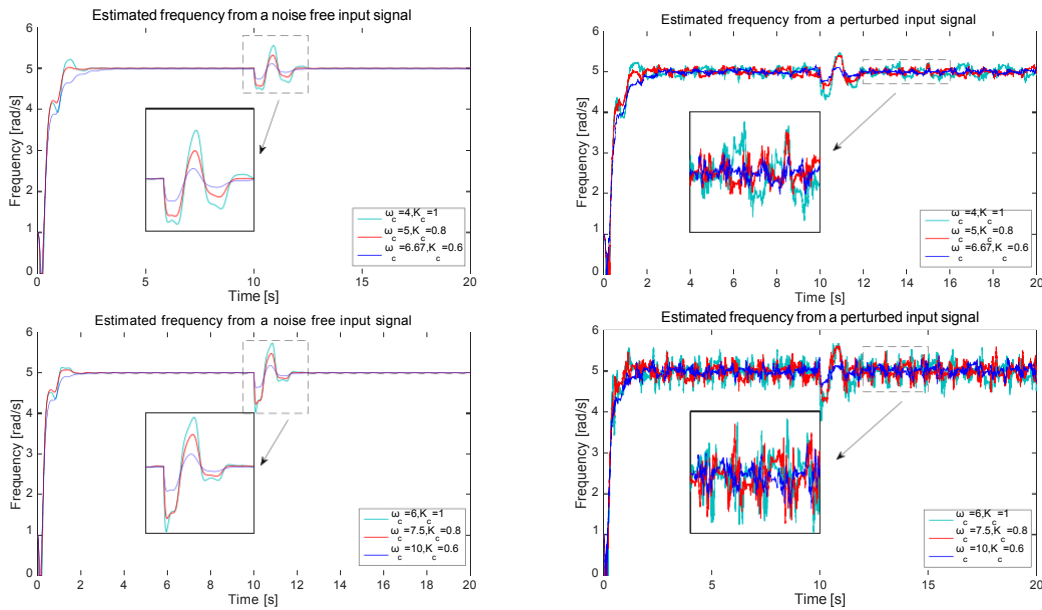 Estimated frequency from a noise free input signal
6
5
4
3
2
1
0
Frequency [rad/s]
ω_c=4,K_c=1
ω_c=5,K_c=0.8
ω_c=6.67,K_c=0.6
0 5 10 15 20
Time [s]
Estimated frequency from a perturbed input signal
6
5
4
3
2
1
0
Frequency [rad/s]
ω_c=4,K_c=1
ω_c=5,K_c=0.8
ω_c=6.67,K_c=0.6
0 2 4 6 8 10 12 14 16 18 20
Time [s]
Estimated frequency from a noise free input signal
6
5
4
3
2
1
0
Frequency [rad/s]
ω_c=6,K_c=1
ω_c=7.5,K_c=0.8
ω_c=10,K_c=0.6
0 2 4 6 8 10 12 14 16 18 20
Time [s]
Estimated frequency from a perturbed input signal
6
5
4
3
2
1
0
Frequency [rad/s]
ω_c=6,K_c=1
ω_c=7.5,K_c=0.8
ω_c=10,K_c=0.6
5 10 15 20
Time [s]